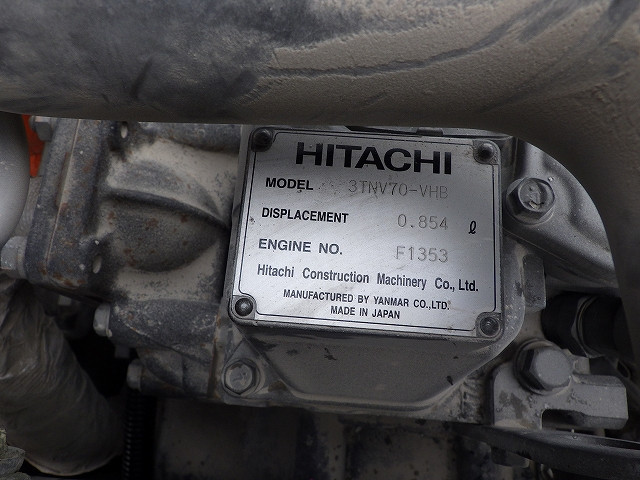 HITACHI
MODEL 3TNV70-VHB
DISPLACEMENT 0.854 ℓ
ENGINE NO. F1353
Hitachi Construction Machinery Co., Ltd.
MANUFACTURED BY YANMAR CO.,LTD.
MADE IN JAPAN